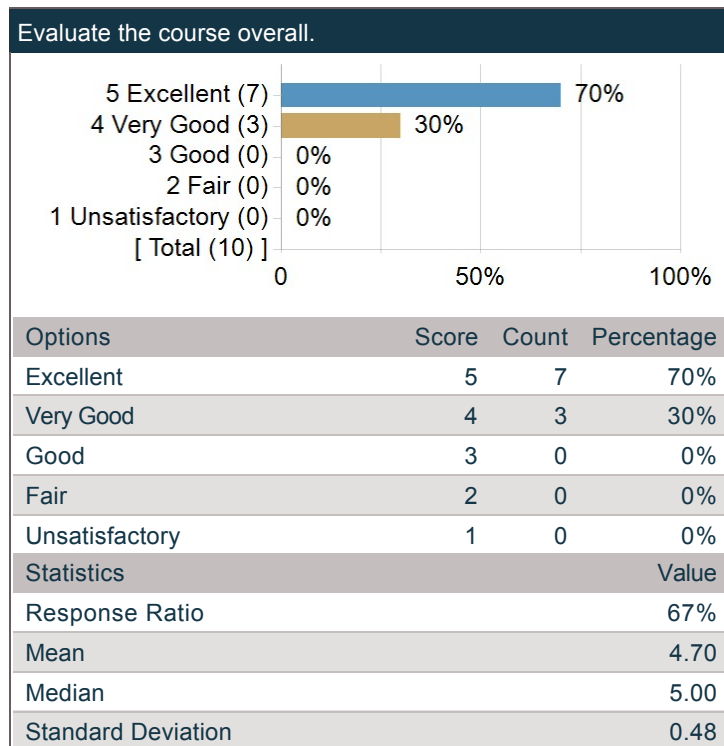 Evaluate the course overall.
5 Excellent (7) 70%
4 Very Good (3) 30%
3 Good (0) 0%
2 Fair (0) 0%
1 Unsatisfactory (0) 0%
[ Total (10) ]
0 50% 100%
Options Score Count Percentage
Excellent 5 7 70%
Very Good 4 3 30%
Good 3 0 0%
Fair 2 0 0%
Unsatisfactory 1 0 0%
Statistics Value
Response Ratio 67%
Mean 4.70
Median 5.00
Standard Deviation 0.48